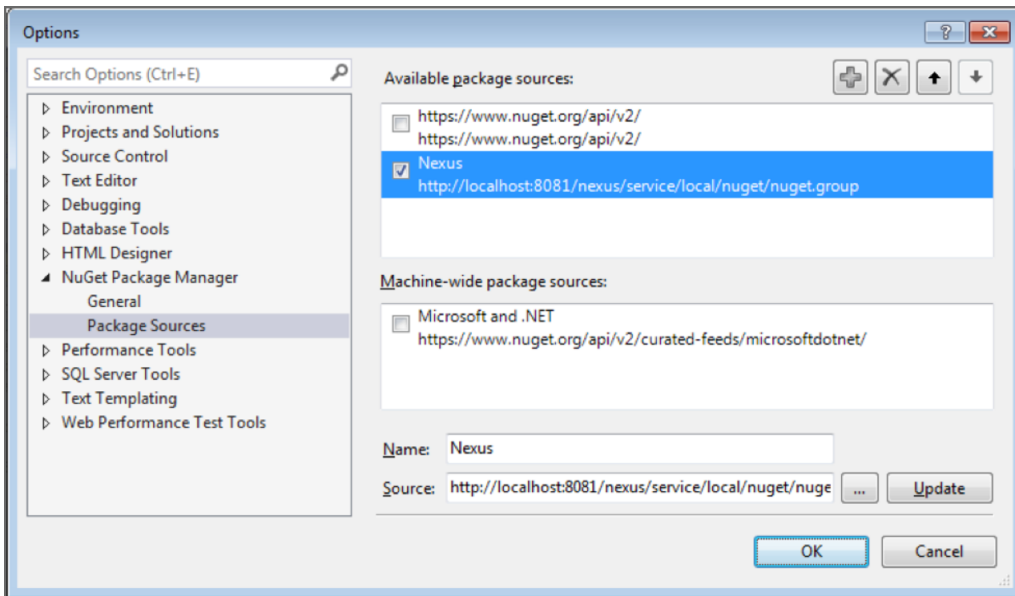 Options
Search Options (Ctrl+E)
Environment
Projects and Solutions
Source Control
Text Editor
Debugging
Database Tools
HTML Designer
NuGet Package Manager
General
Package Sources
Performance Tools
SQL Server Tools
Text Templating
Web Performance Test Tools
Available package sources:
https://www.nuget.org/api/v2/
https://www.nuget.org/api/v2/
Nexus
http://localhost:8081/nexus/service/local/nuget/nuget.group
Machine-wide package sources:
Microsoft and .NET
https://www.nuget.org/api/v2/curated-feeds/microsoftdotnet/
Name: Nexus
Source: http://localhost:8081/nexus/service/local/nuget/nuge ... Update
OK Cancel